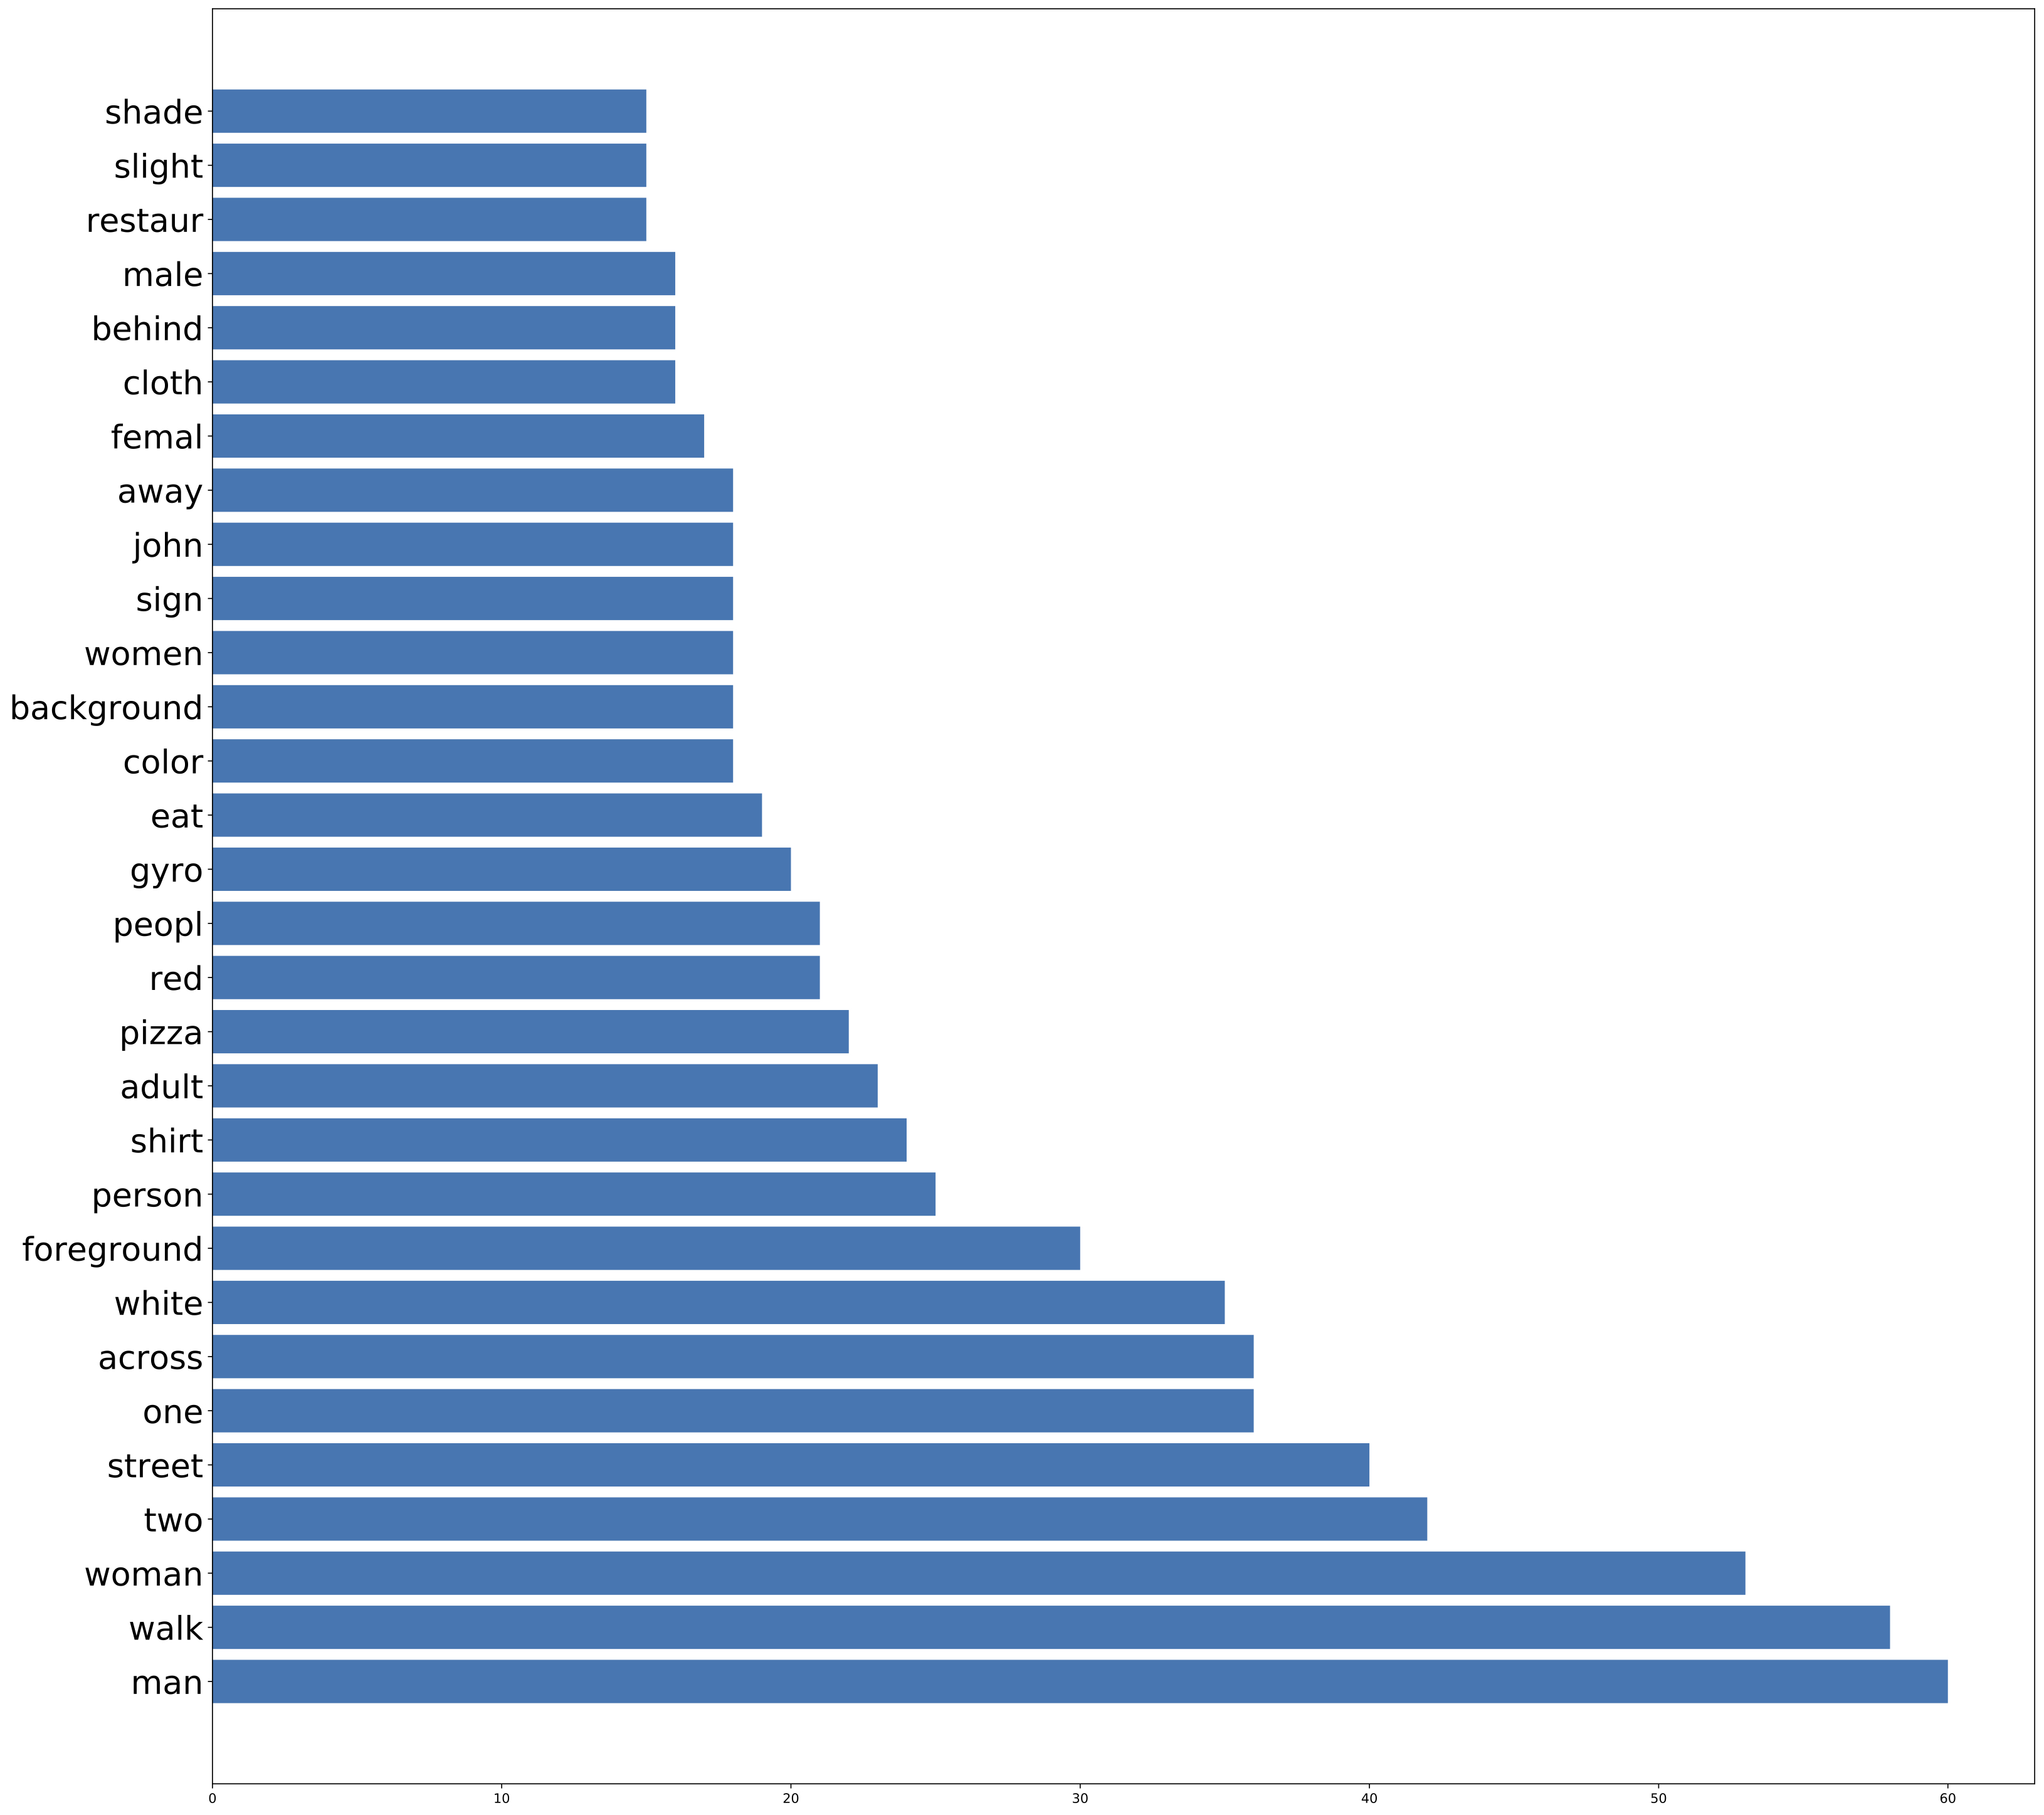 shade
slight
restaur
male
behind
cloth
femal
away
john
sign
women
background
color
eat
gyro
peopl
red
pizza
adult
shirt
person
foreground
white
across
one
street
two
woman
walk
man
0 10 20 30 40 50 60